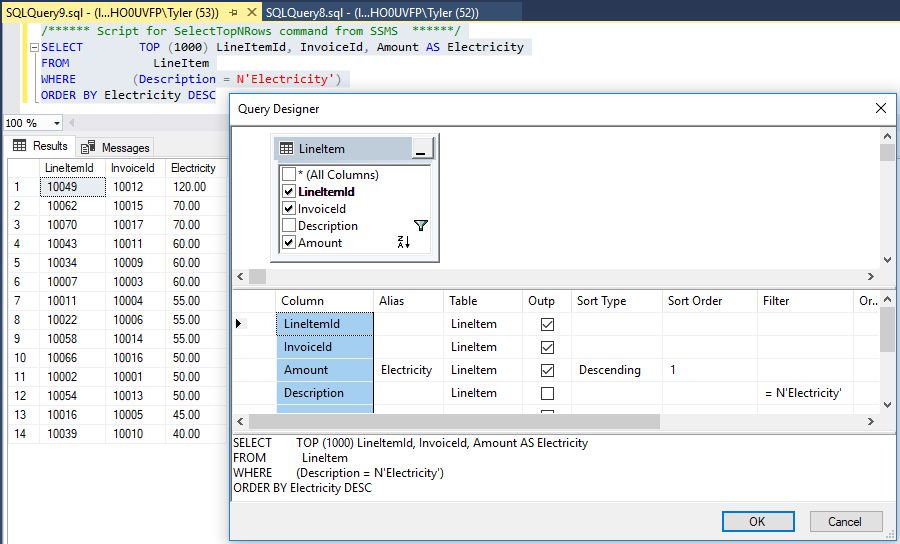 SQLQuery9.sql - (l...HO0UVFP\Tyler (53))
SQLQuery8.sql - (l...HO0UVFP\Tyler (52))
/****** Script for SelectTopNRows command from SSMS ******/
SELECT TOP (1000) LineItemId, InvoiceId, Amount AS Electricity
FROM LineItem
WHERE (Description = N'Electricity')
ORDER BY Electricity DESC
100 %
Results Messages
LineItemId InvoiceId Electricity
1 10049 10012 120.00
2 10062 10015 70.00
3 10070 10017 70.00
4 10043 10011 60.00
5 10034 10009 60.00
6 10007 10003 60.00
7 10011 10004 55.00
8 10022 10006 55.00
9 10058 10014 55.00
10 10066 10016 50.00
11 10002 10001 50.00
12 10054 10013 50.00
13 10016 10005 45.00
14 10039 10010 40.00
Query Designer
LineItem
* (All Columns)
LineItemId
InvoiceId
Description
Amount
Column Alias Table Outp Sort Type Sort Order Filter Or...
LineItemId LineItem
InvoiceId LineItem
Amount Electricity LineItem Descending 1
Description LineItem = N'Electricity'
SELECT TOP (1000) LineItemId, InvoiceId, Amount AS Electricity
FROM LineItem
WHERE (Description = N'Electricity')
ORDER BY Electricity DESC
OK Cancel